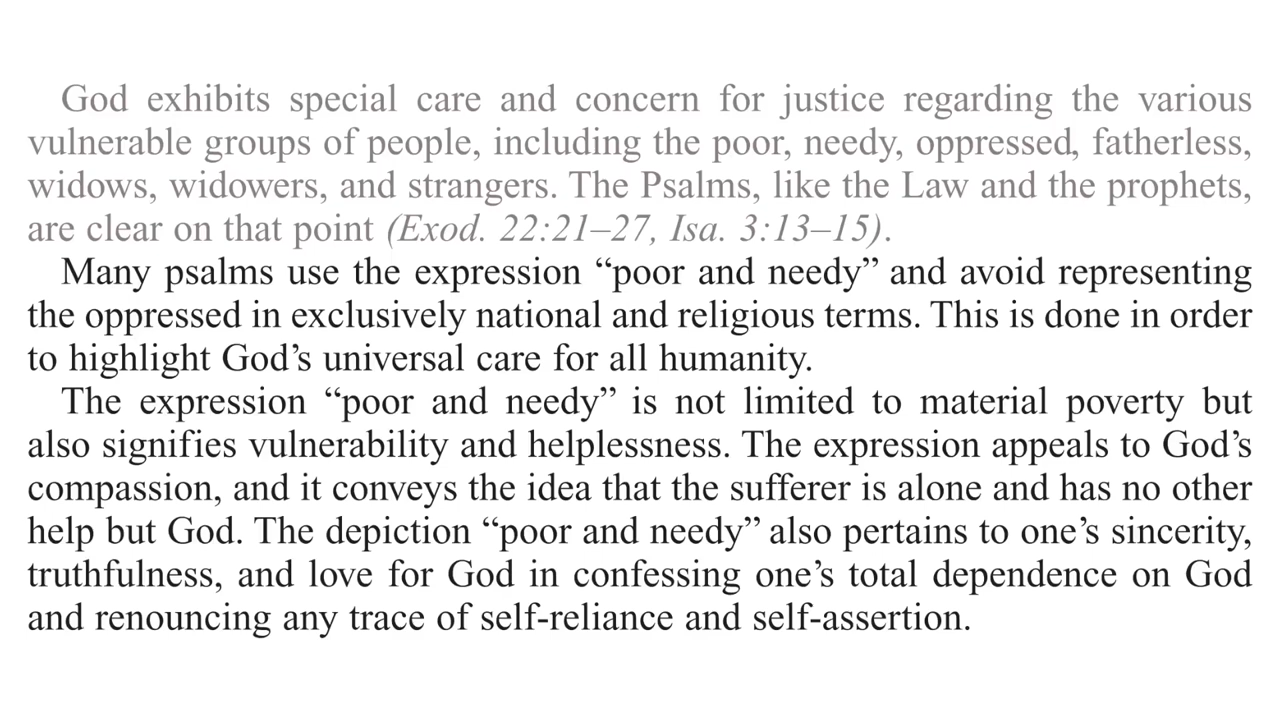 God exhibits special care and concern for justice regarding the various
vulnerable groups of people, including the poor, needy, oppressed, fatherless,
widows, widowers, and strangers. The Psalms, like the Law and the prophets,
are clear on that point (Exod. 22:21–27, Isa. 3:13–15).
Many psalms use the expression “poor and needy” and avoid representing
the oppressed in exclusively national and religious terms. This is done in order
to highlight God’s universal care for all humanity.
The expression “poor and needy” is not limited to material poverty but
also signifies vulnerability and helplessness. The expression appeals to God’s
compassion, and it conveys the idea that the sufferer is alone and has no other
help but God. The depiction “poor and needy” also pertains to one’s sincerity,
truthfulness, and love for God in confessing one’s total dependence on God
and renouncing any trace of self-reliance and self-assertion.